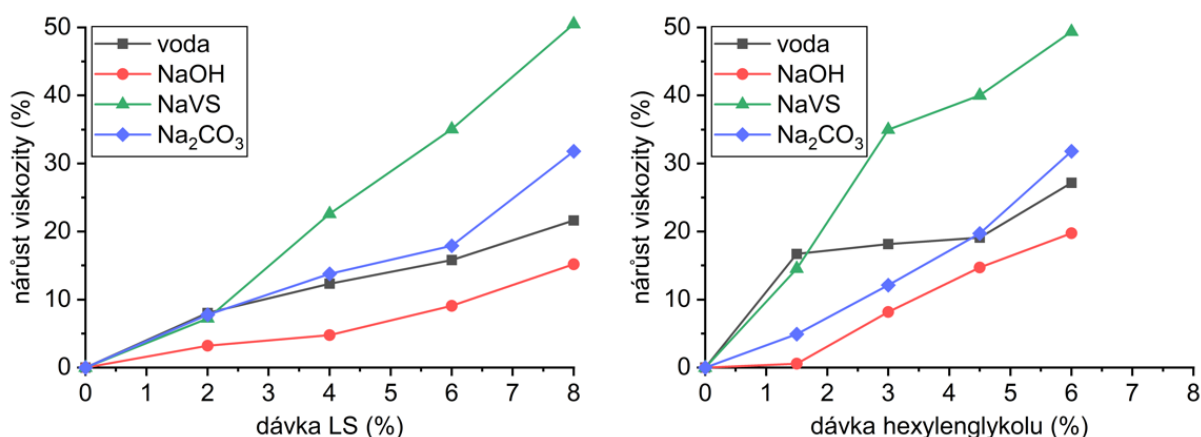 50
40
30
20
10
0
nárůst viskozity (%)
voda
NaOH
NaVS
Na₂CO₃
0 1 2 3 4 5 6 7 8
dávka LS (%)
50
40
30
20
10
0
nárůst viskozity (%)
voda
NaOH
NaVS
Na₂CO₃
0 1 2 3 4 5 6 7 8
dávka hexylenglykolu (%)